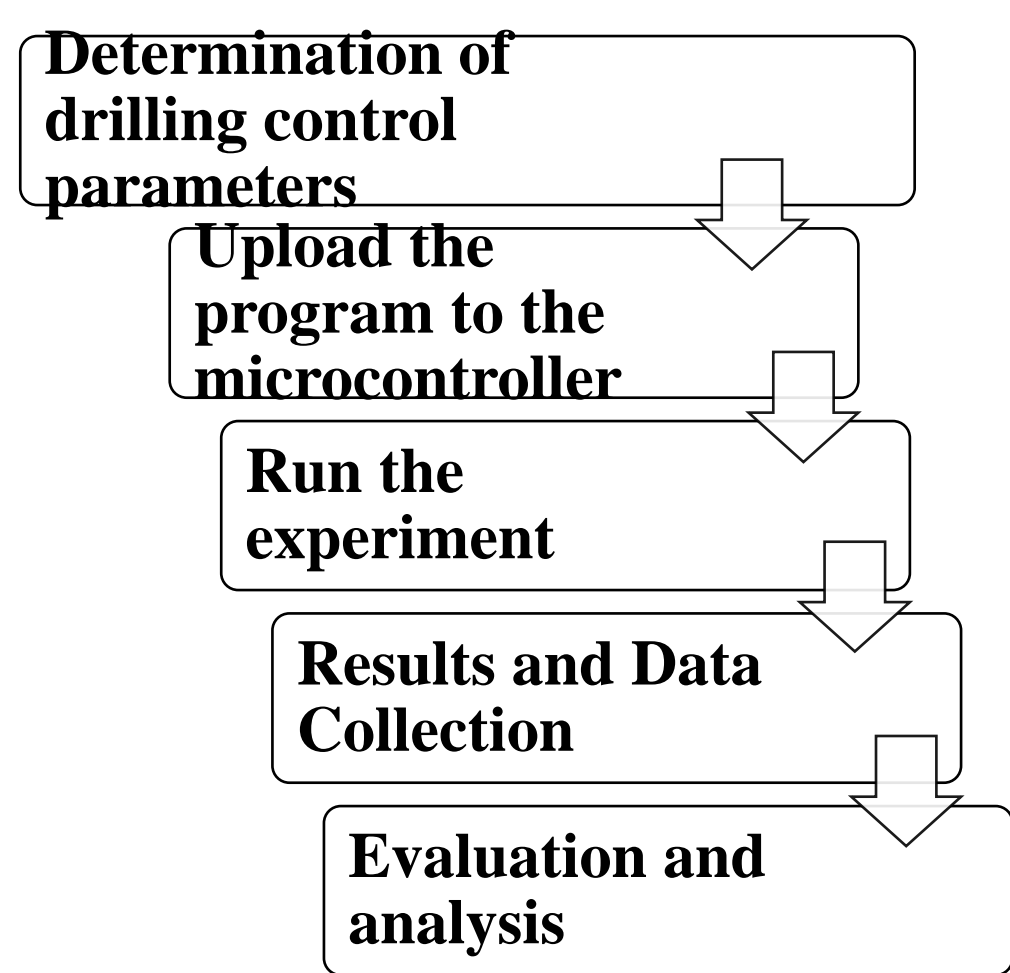 Determination of
drilling control
parameters
Upload the
program to the
microcontroller
Run the
experiment
Results and Data
Collection
Evaluation and
analysis